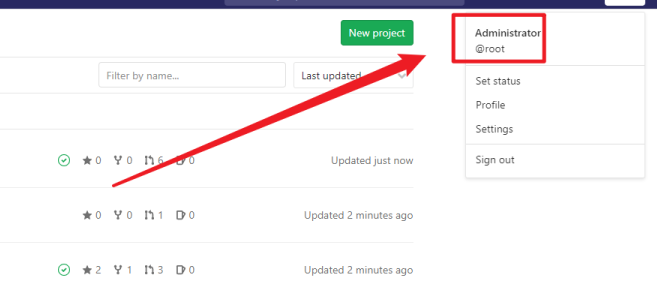 New project
Administrator
@root
Filter by name...
Last updated
Set status
Profile
Settings
Sign out
0 0 6 0 Updated just now
0 0 1 0 Updated 2 minutes ago
2 1 3 0 Updated 2 minutes ago